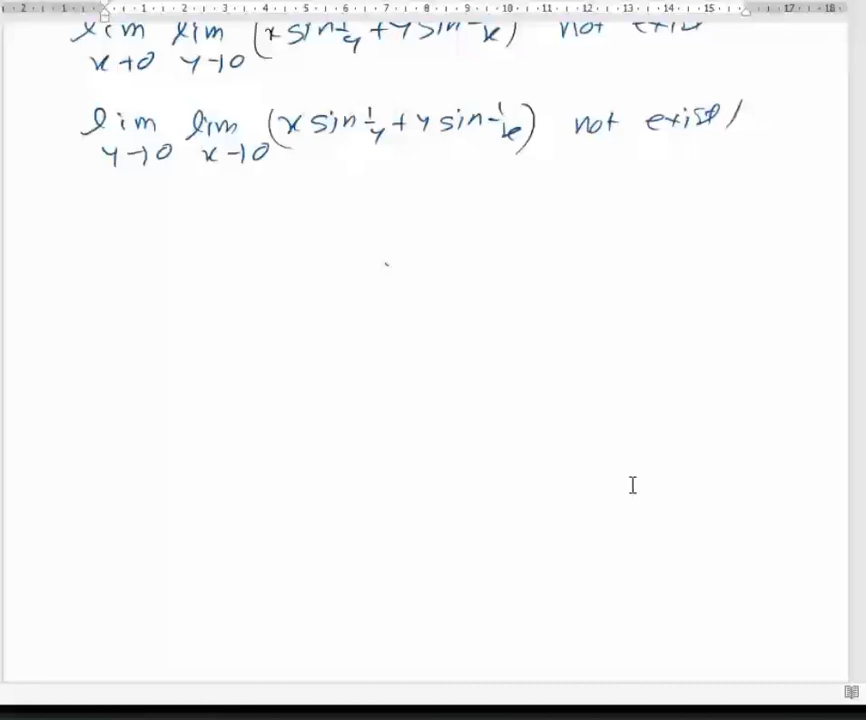 lim lim (x sin 1/y + y sin 1/x) not exist
x→0 y→0
lim lim (x sin 1/y + y sin 1/x) not exist/
y→0 x→0